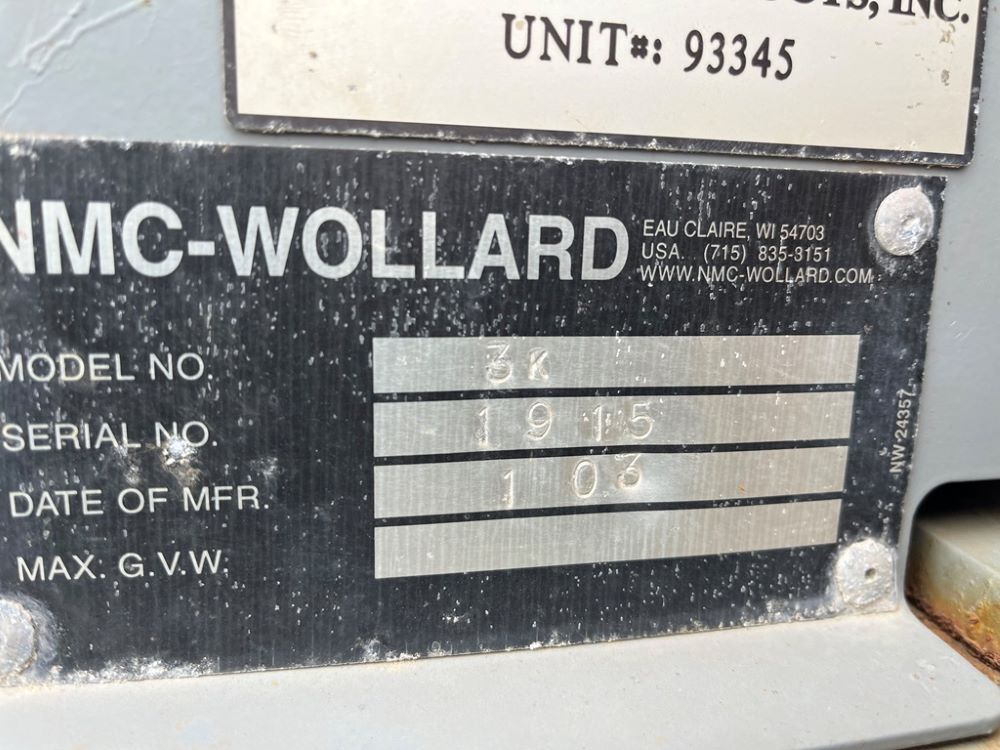 INC.
UNIT#: 93345
NMC-WOLLARD
EAU CLAIRE, WI 54703
USA (715) 835-3151
WWW.NMC-WOLLARD.COM
MODEL NO. 3K
SERIAL NO. 1915
DATE OF MFR. 1 03
MAX. G.V.W.
NW 24357